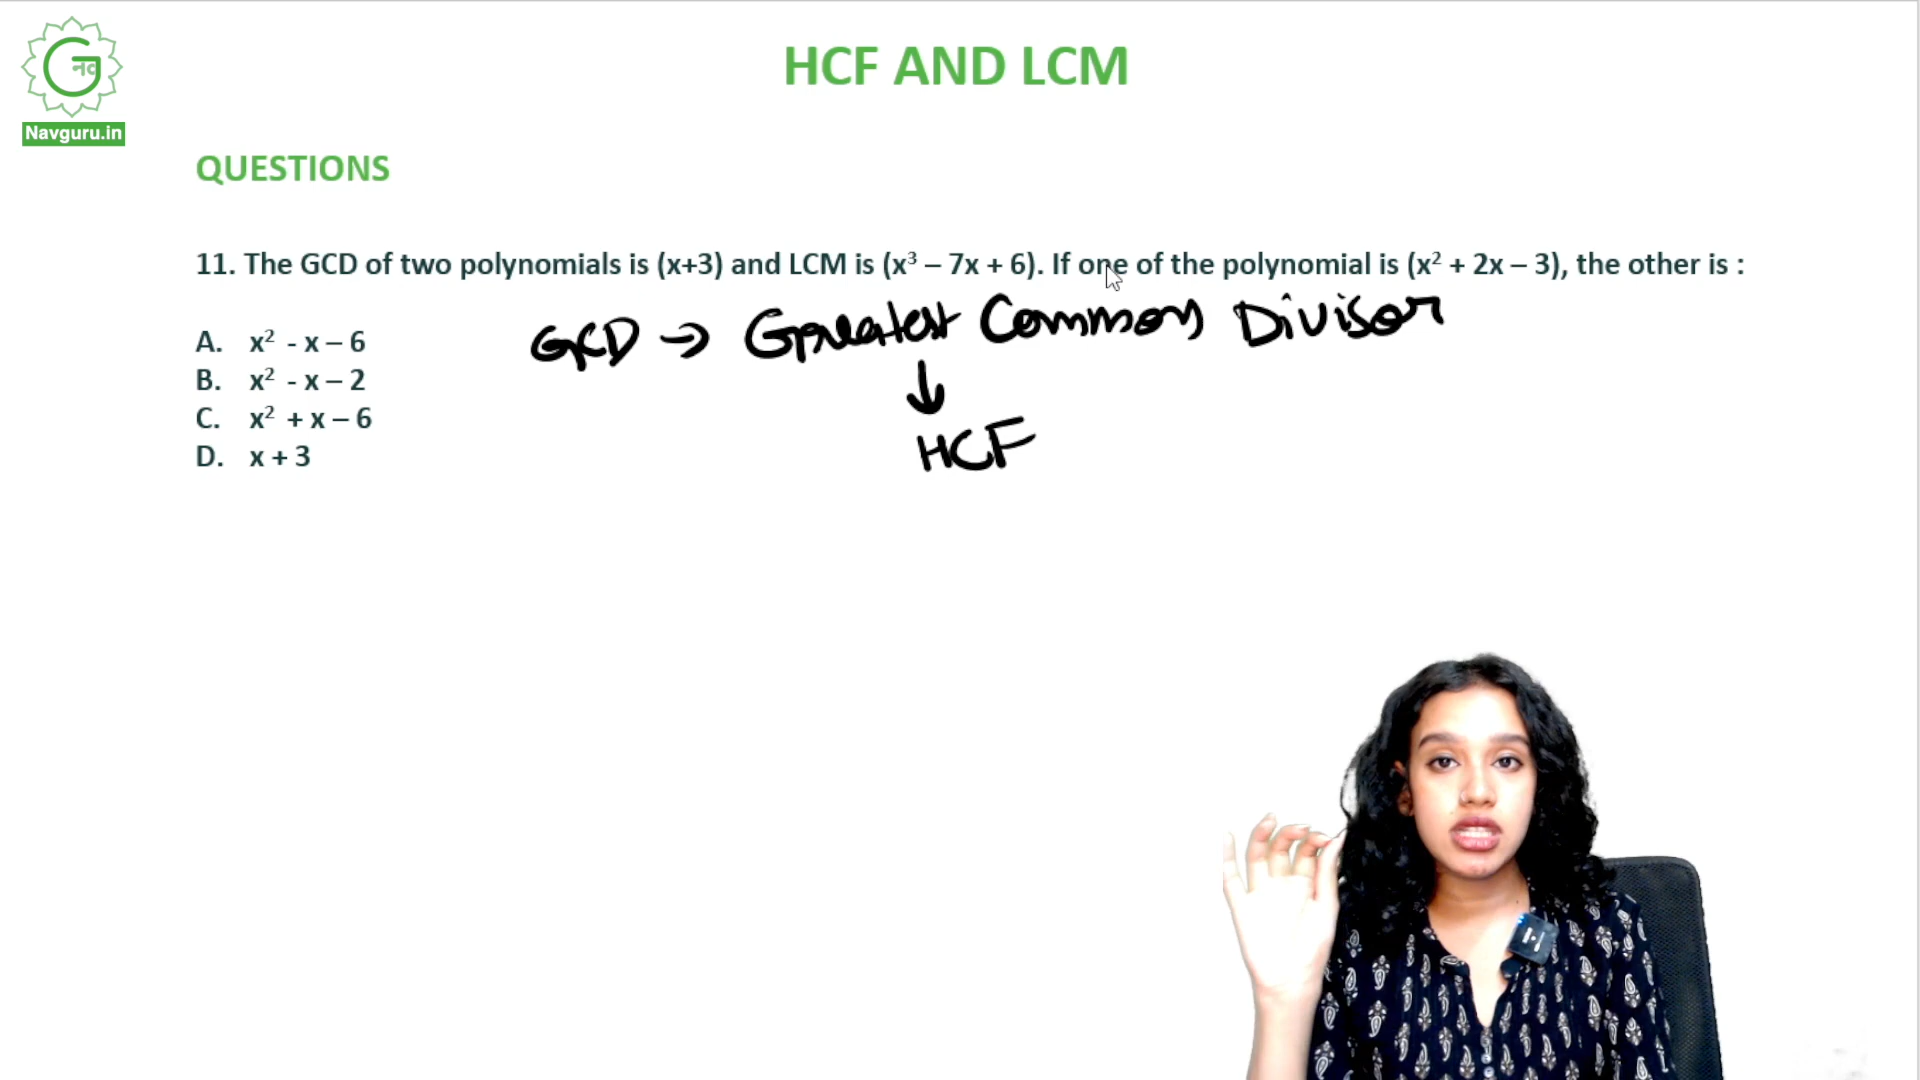 HCF AND LCM
नव
Navguru.in
QUESTIONS
11. The GCD of two polynomials is (x+3) and LCM is (x³ – 7x + 6). If one of the polynomial is (x² + 2x – 3), the other is :
A. x² - x – 6
B. x² - x – 2
C. x² + x – 6
D. x + 3
GCD → Greatest Common Divisor
↓
HCF